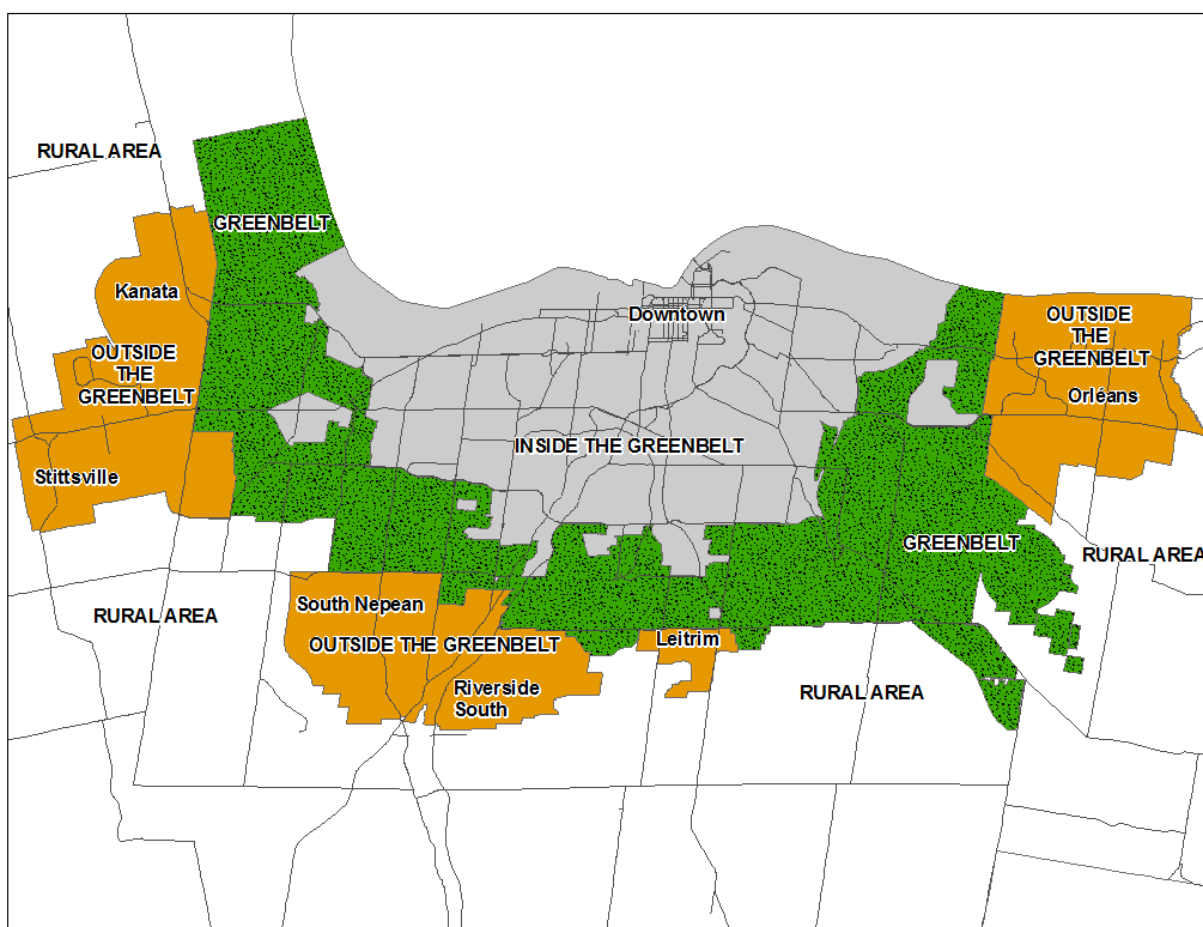 RURAL AREA
GREENBELT
Kanata
Downtown
OUTSIDE
THE
GREENBELT
Orléans
OUTSIDE
THE
GREENBELT
INSIDE THE GREENBELT
Stittsville
GREENBELT
RURAL AREA
South Nepean
RURAL AREA
OUTSIDE THE GREENBELT
Leitrim
Riverside
South
RURAL AREA